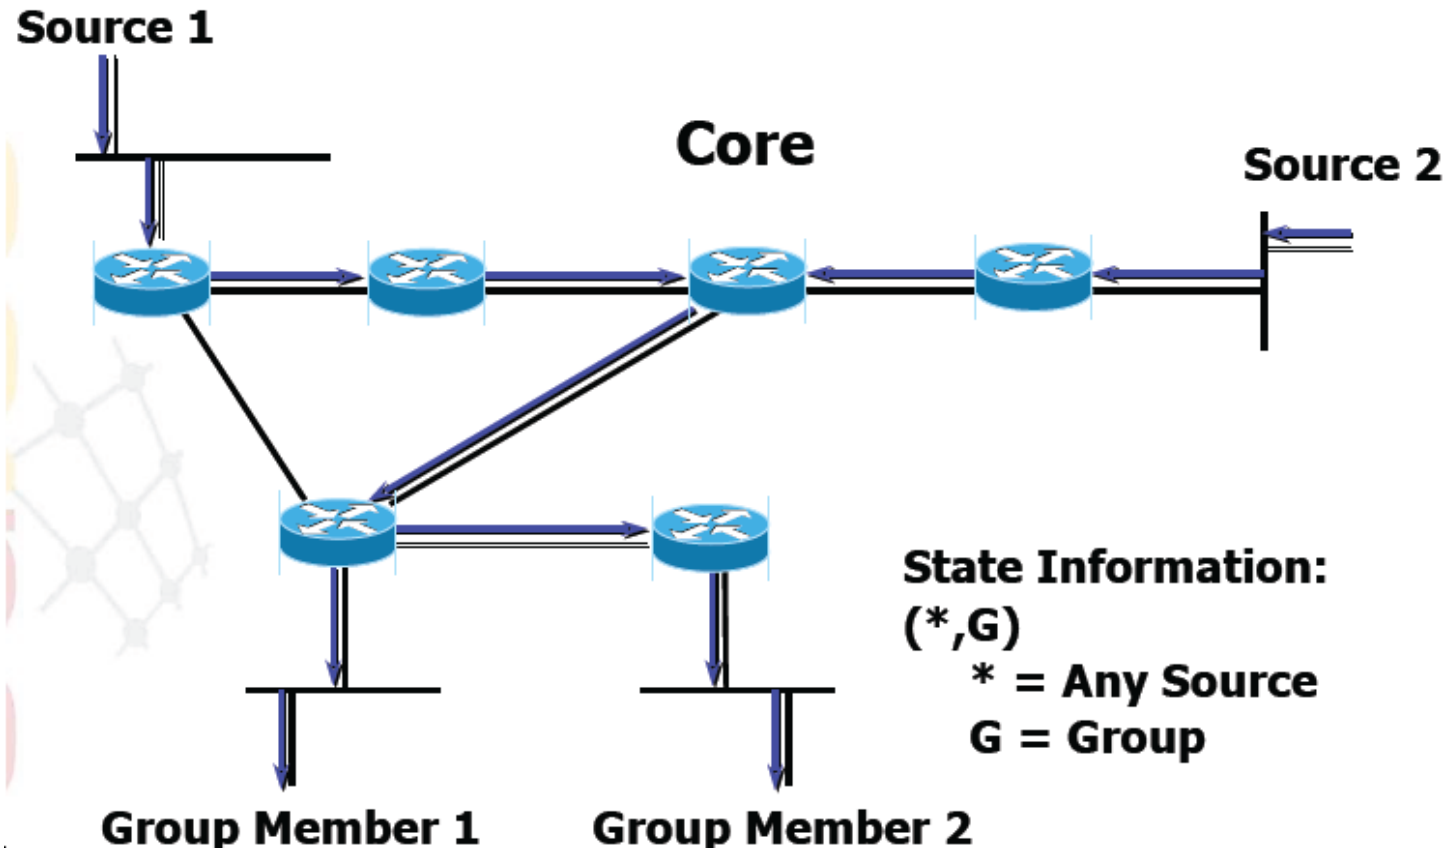 Source 1
Core
Source 2
State Information:
(*,G)
* = Any Source
G = Group
Group Member 1
Group Member 2